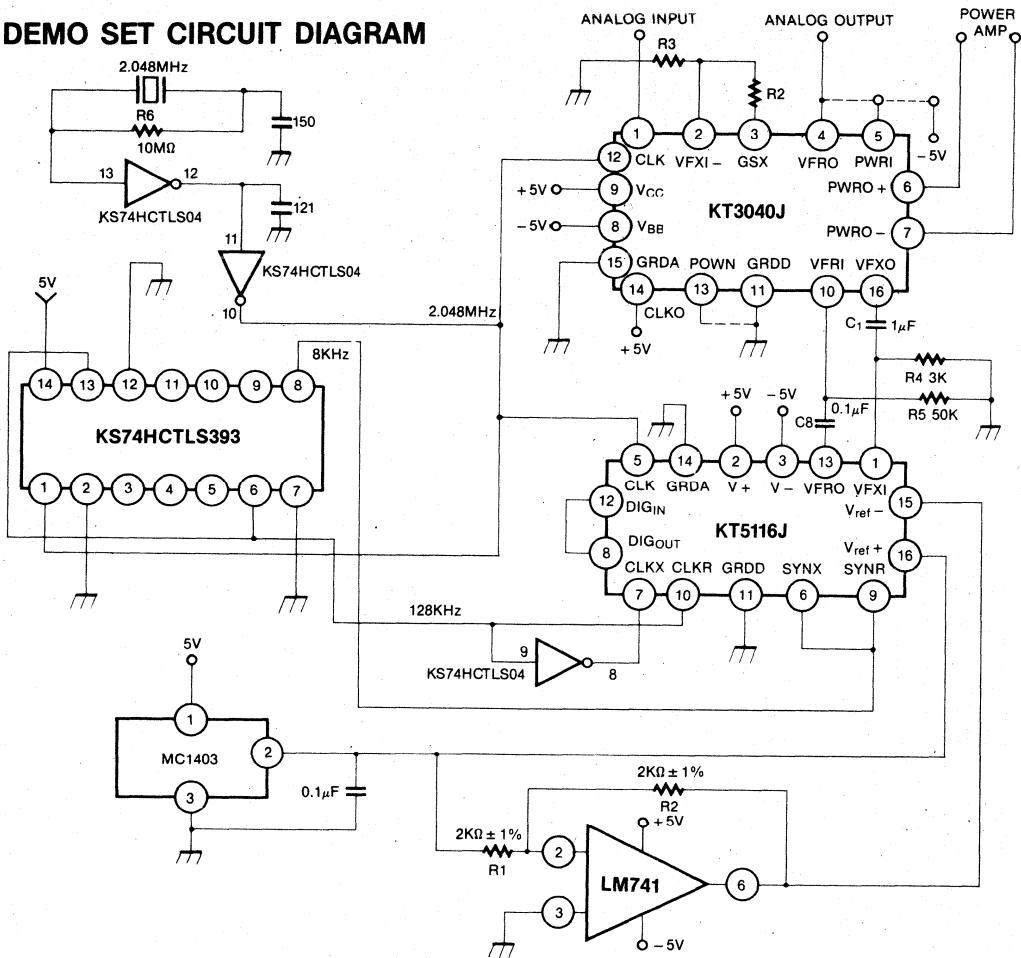 DEMO SET CIRCUIT DIAGRAM
ANALOG INPUT
ANALOG OUTPUT
POWER
AMP
2.048MHz
R6
10MΩ
150
13
12
KS74HCTLS04
121
11
KS74HCTLS04
10
2.048MHz
R3
R2
-5V
1
2
3
4
5
12
CLK
VFXI -
GSX
VFRO
PWRI
+5V
9
VCC
KT3040J
PWRO +
6
-5V
8
VBB
PWRO -
7
15
GRDA
POWN
GRDD
VFRI
VFXO
14
13
11
10
16
CLKO
+5V
C1
1μF
R4 3K
R5 50K
5V
8KHz
14
13
12
11
10
9
8
KS74HCTLS393
1
2
3
4
5
6
7
+5V
-5V
C8
0.1μF
5
14
2
3
13
1
CLK
GRDA
V+
V-
VFRO
VFXI
12
DIGIN
Vref -
15
KT5116J
8
DIGOUT
Vref +
16
CLKX
CLKR
GRDD
SYNX
SYNR
7
10
11
6
9
128KHz
9
KS74HCTLS04
8
5V
1
MC1403
2
3
0.1μF
2KΩ ± 1%
R2
2KΩ ± 1%
R1
+5V
2
LM741
6
3
-5V